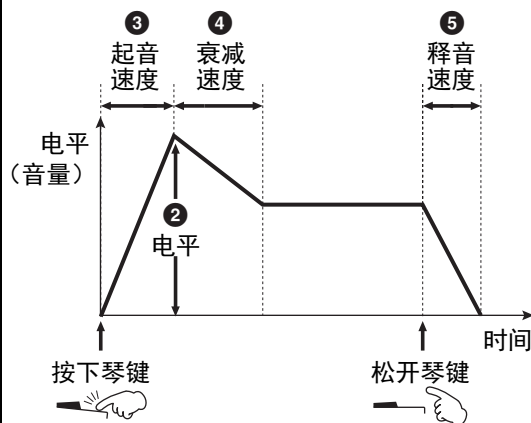 ❸ ❹ ❺
起音 衰减 释音
速度 速度 速度
电平
（音量）
❷
电平
时间
按下琴键 松开琴键